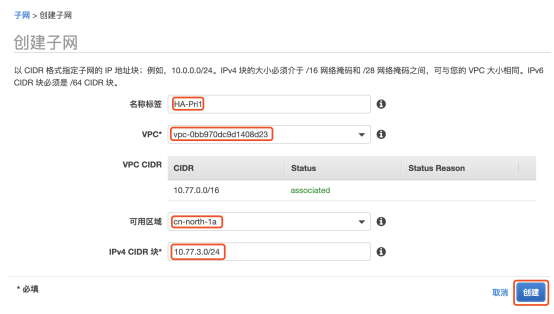 子网 > 创建子网
创建子网
以 CIDR 格式指定子网的 IP 地址块；例如，10.0.0.0/24。IPv4 块的大小必须介于 /16 网络掩码和 /28 网络掩码之间，可与您的 VPC 大小相同。IPv6
CIDR 块必须是 /64 CIDR 块。
名称标签 HA-Pri1
VPC* vpc-0bb970dc9d1408d23
VPC CIDR CIDR Status Status Reason
10.77.0.0/16 associated
可用区域 cn-north-1a
IPv4 CIDR 块* 10.77.3.0/24
* 必填 取消 创建